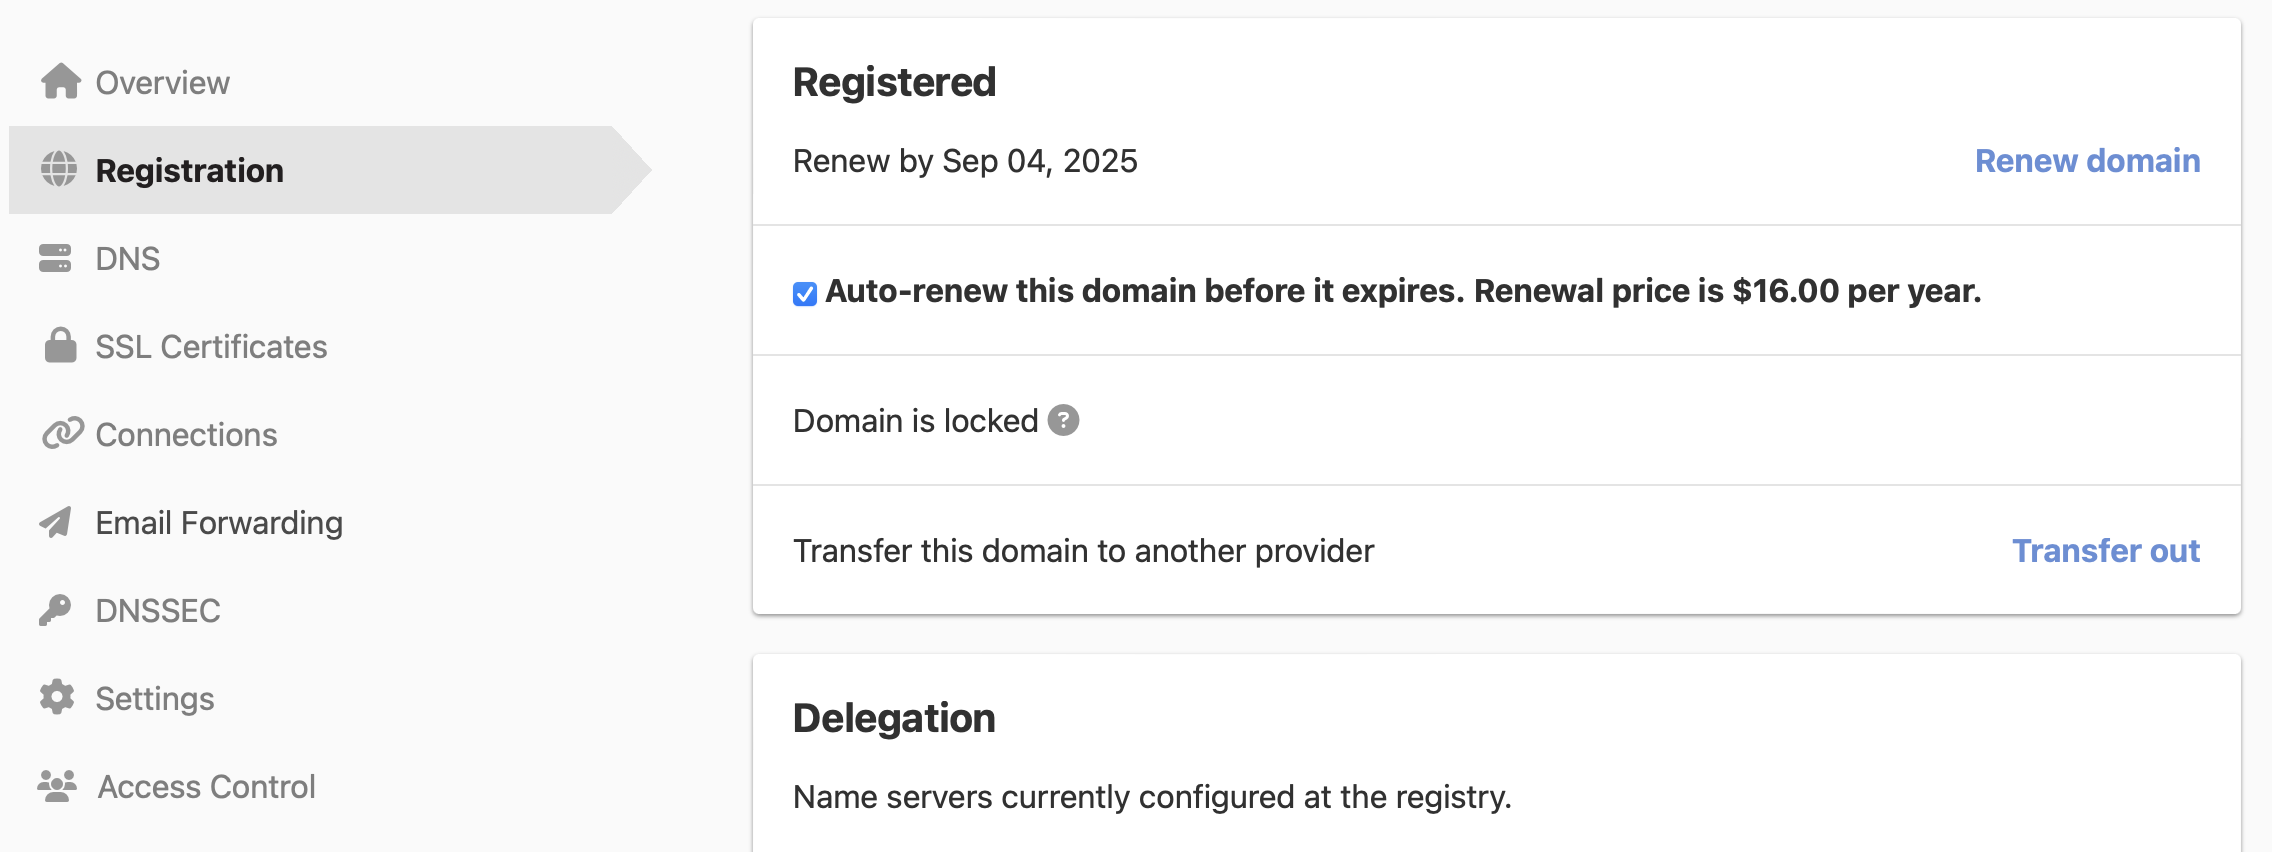 Overview
Registration
DNS
SSL Certificates
Connections
Email Forwarding
DNSSEC
Settings
Access Control
Registered
Renew by Sep 04, 2025
Renew domain
Auto-renew this domain before it expires. Renewal price is $16.00 per year.
Domain is locked ?
Transfer this domain to another provider
Transfer out
Delegation
Name servers currently configured at the registry.